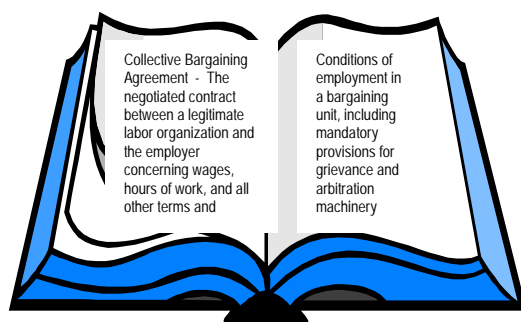 Collective Bargaining
Agreement - The
negotiated contract
between a legitimate
labor organization and
the employer
concerning wages,
hours of work, and all
other terms and
Conditions of
employment in
a bargaining
unit, including
mandatory
provisions for
grievance and
arbitration
machinery